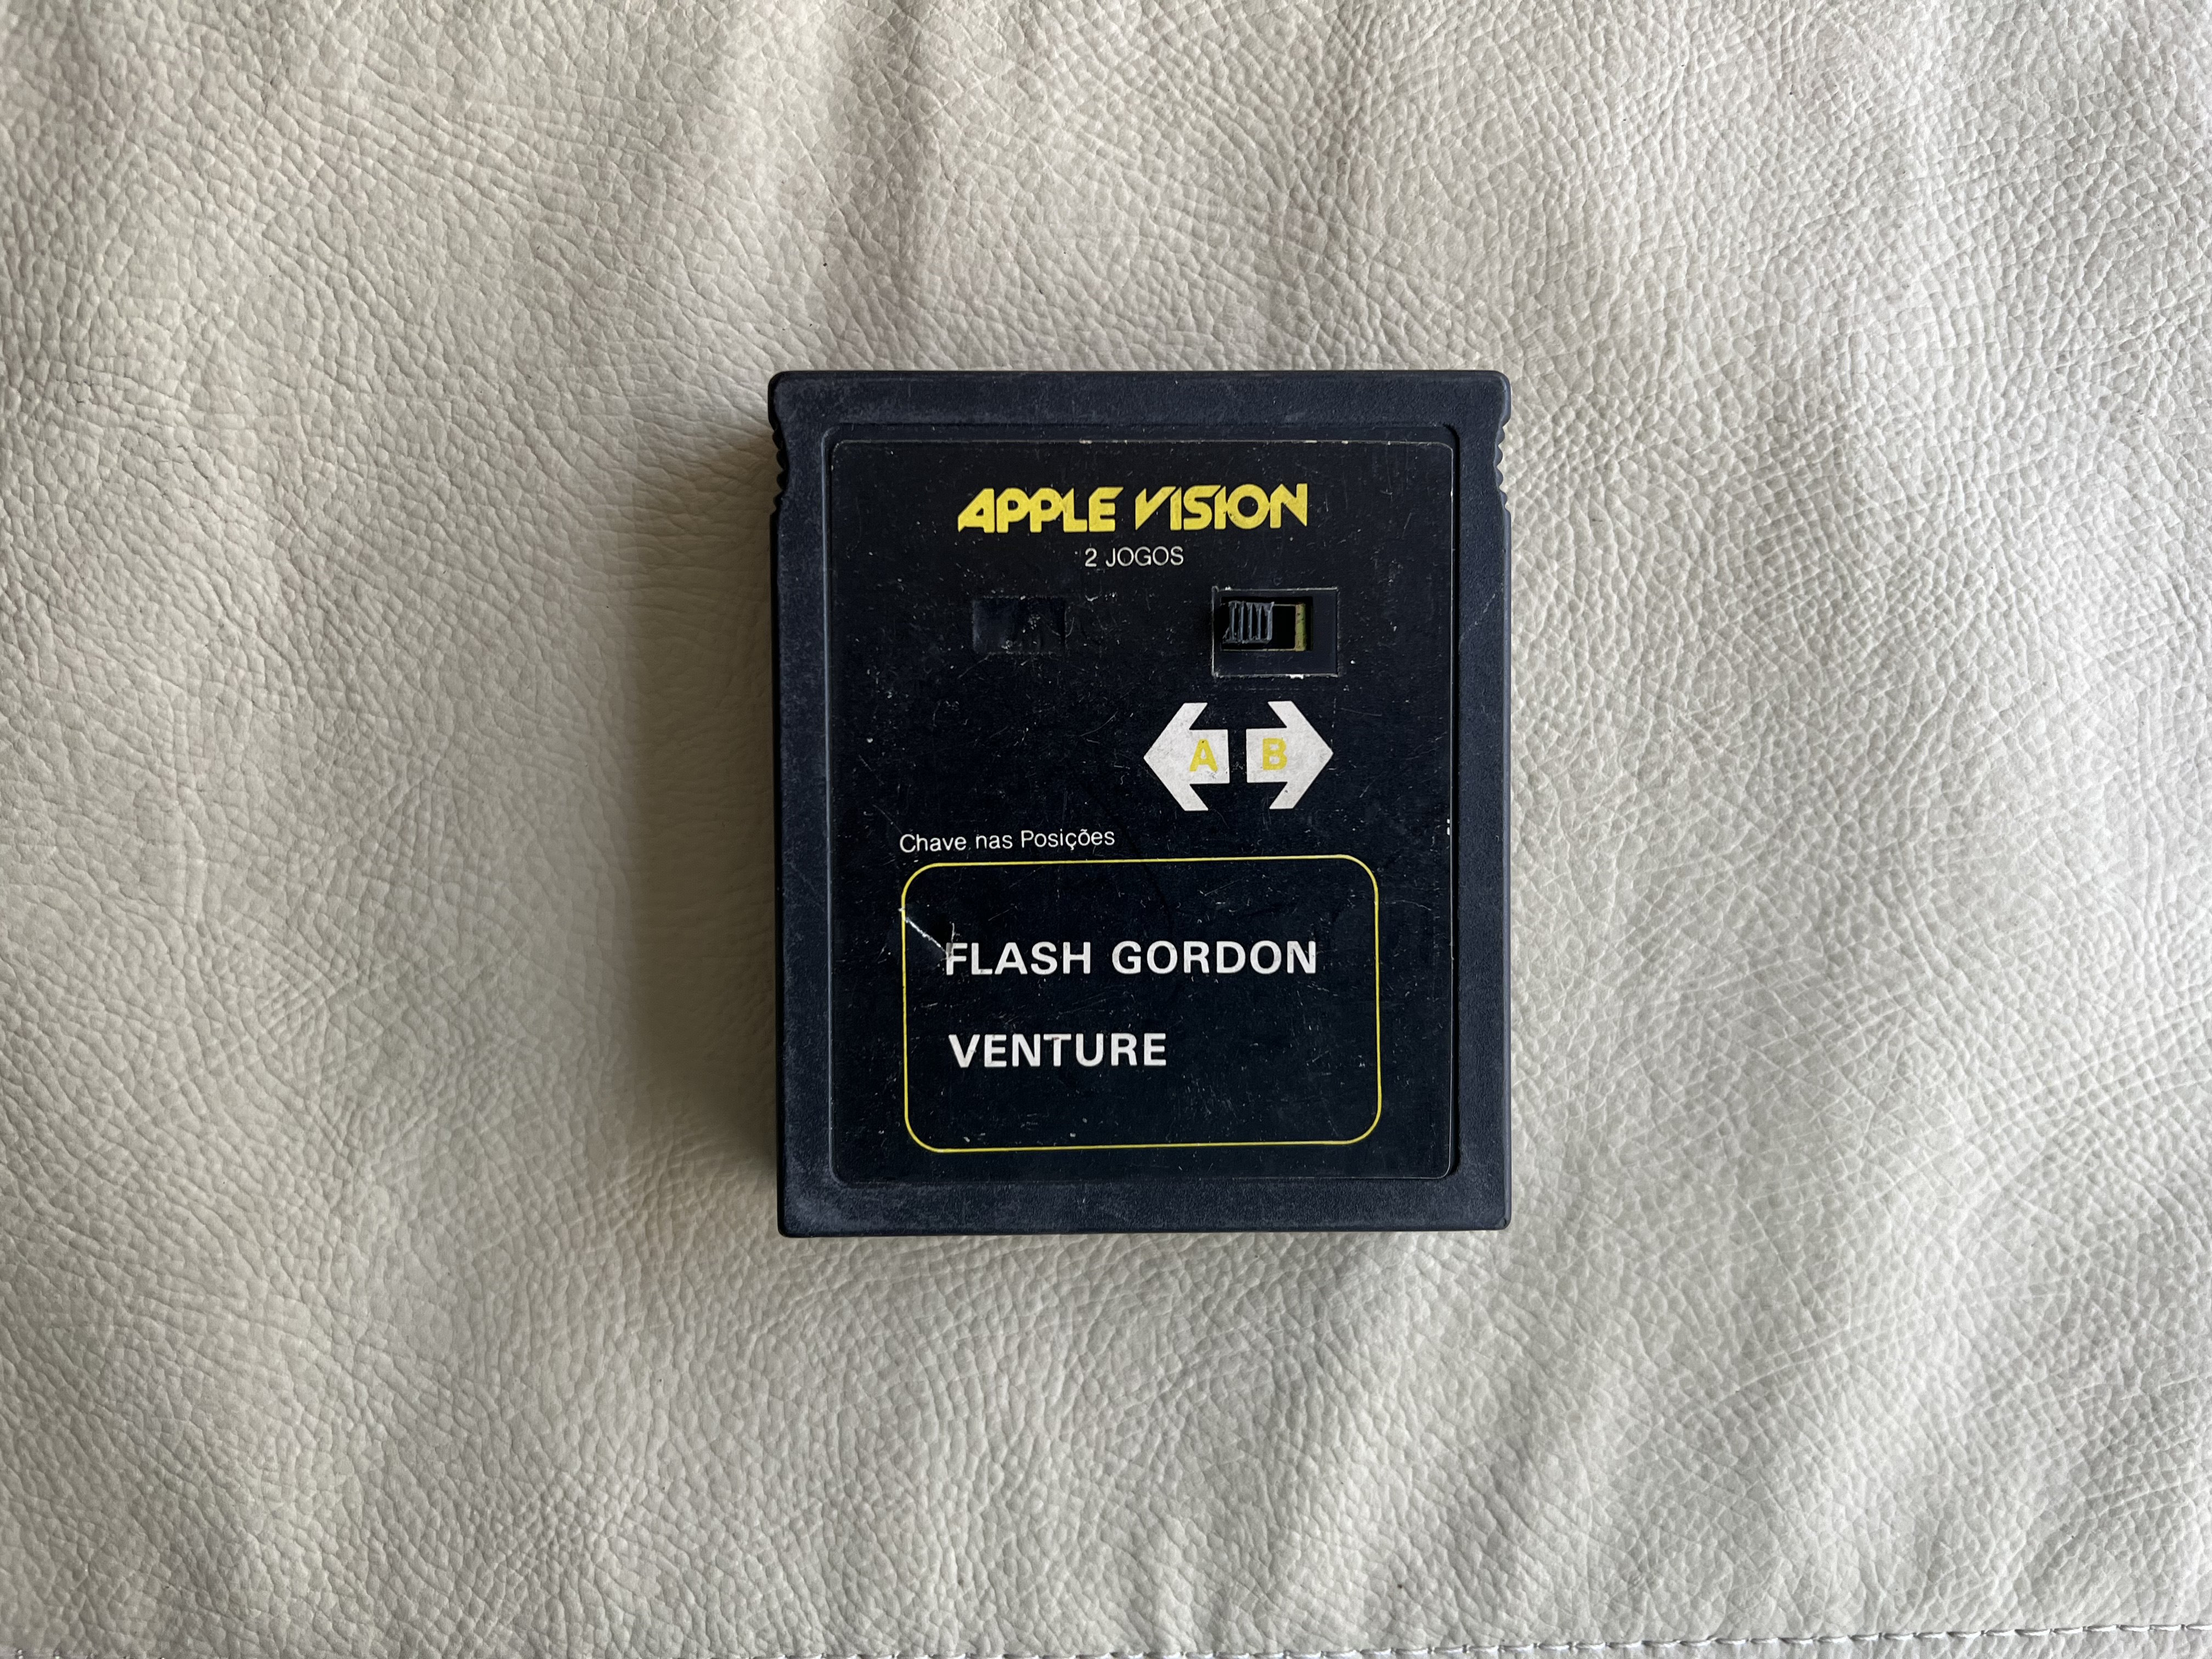 APPLE VISION
2 JOGOS
A B
Chave nas Posições
FLASH GORDON
VENTURE